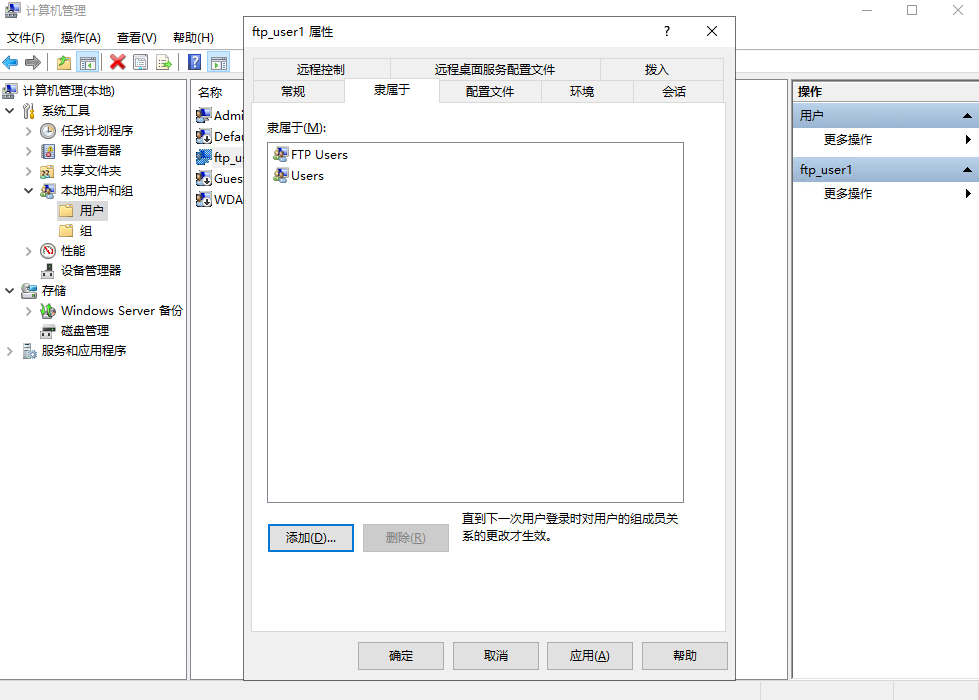 计算机管理
文件(F) 操作(A) 查看(V) 帮助(H)
计算机管理(本地)
系统工具
任务计划程序
事件查看器
共享文件夹
本地用户和组
用户
组
性能
设备管理器
存储
Windows Server 备份
磁盘管理
服务和应用程序
名称
Admi
Defau
ftp_us
Gues
WDA
ftp_user1 属性
远程控制 远程桌面服务配置文件 拨入
常规 隶属于 配置文件 环境 会话
隶属于(M):
FTP Users
Users
添加(D)... 删除(R)
直到下一次用户登录时对用户的组成员关
系的更改才生效。
确定 取消 应用(A) 帮助
操作
用户
更多操作
ftp_user1
更多操作